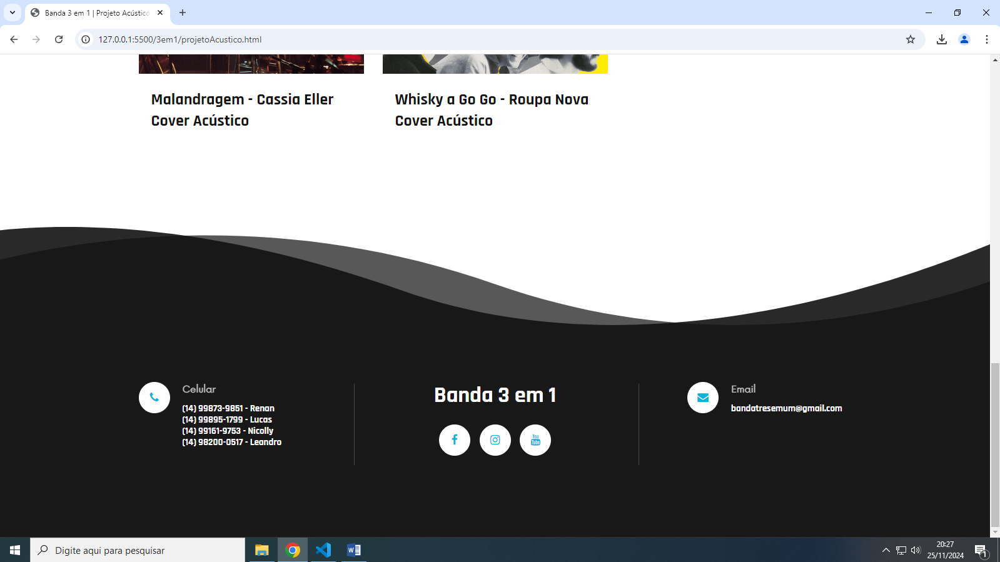 Banda 3 em 1 | Projeto Acústico
127.0.0.1:5500/3em1/projetoAcustico.html
Malandragem - Cassia Eller
Cover Acústico
Whisky a Go Go - Roupa Nova
Cover Acústico
Celular
(14) 99873-9851 - Renan
(14) 99895-1799 - Lucas
(14) 99161-9753 - Nicolly
(14) 98200-0517 - Leandro
Banda 3 em 1
You
Tube
Email
bandatresemum@gmail.com
Digite aqui para pesquisar
20:27
25/11/2024
1